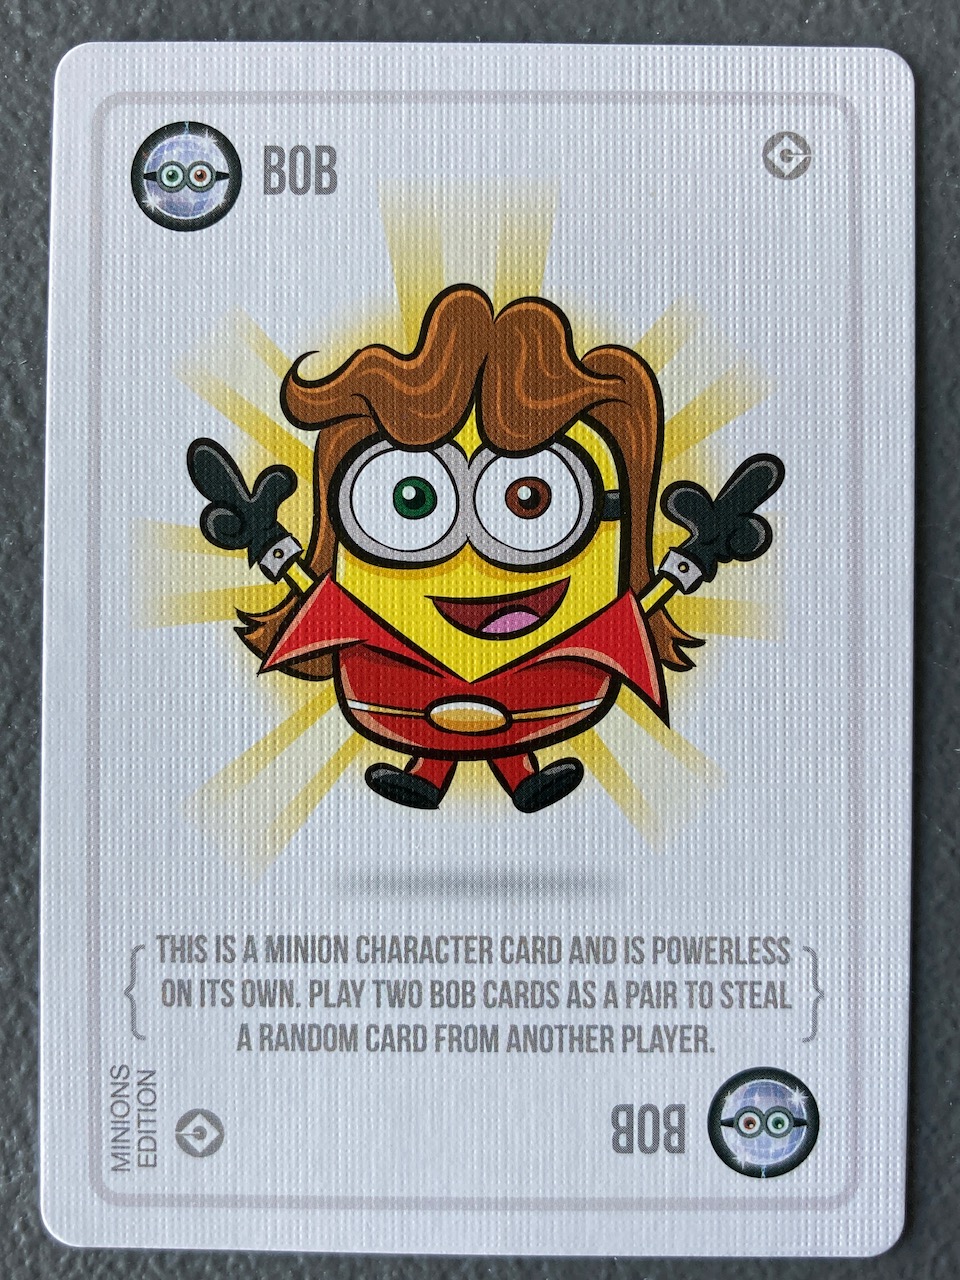 BOB
THIS IS A MINION CHARACTER CARD AND IS POWERLESS
ON ITS OWN. PLAY TWO BOB CARDS AS A PAIR TO STEAL
A RANDOM CARD FROM ANOTHER PLAYER.
MINIONS
EDITION
BOB